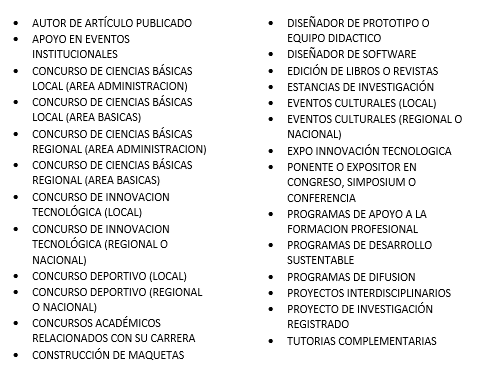 • AUTOR DE ARTÍCULO PUBLICADO
• APOYO EN EVENTOS
INSTITUCIONALES
• CONCURSO DE CIENCIAS BÁSICAS
LOCAL (AREA ADMINISTRACION)
• CONCURSO DE CIENCIAS BÁSICAS
LOCAL (AREA BASICAS)
• CONCURSO DE CIENCIAS BÁSICAS
REGIONAL (AREA ADMINISTRACION)
• CONCURSO DE CIENCIAS BÁSICAS
REGIONAL (AREA BASICAS)
• CONCURSO DE INNOVACION
TECNOLÓGICA (LOCAL)
• CONCURSO DE INNOVACION
TECNOLÓGICA (REGIONAL O
NACIONAL)
• CONCURSO DEPORTIVO (LOCAL)
• CONCURSO DEPORTIVO (REGIONAL
O NACIONAL)
• CONCURSOS ACADÉMICOS
RELACIONADOS CON SU CARRERA
• CONSTRUCCIÓN DE MAQUETAS
• DISEÑADOR DE PROTOTIPO O
EQUIPO DIDACTICO
• DISEÑADOR DE SOFTWARE
• EDICIÓN DE LIBROS O REVISTAS
• ESTANCIAS DE INVESTIGACIÓN
• EVENTOS CULTURALES (LOCAL)
• EVENTOS CULTURALES (REGIONAL O
NACIONAL)
• EXPO INNOVACIÓN TECNOLOGICA
• PONENTE O EXPOSITOR EN
CONGRESO, SIMPOSIUM O
CONFERENCIA
• PROGRAMAS DE APOYO A LA
FORMACION PROFESIONAL
• PROGRAMAS DE DESARROLLO
SUSTENTABLE
• PROGRAMAS DE DIFUSION
• PROYECTOS INTERDISCIPLINARIOS
• PROYECTO DE INVESTIGACIÓN
REGISTRADO
• TUTORIAS COMPLEMENTARIAS